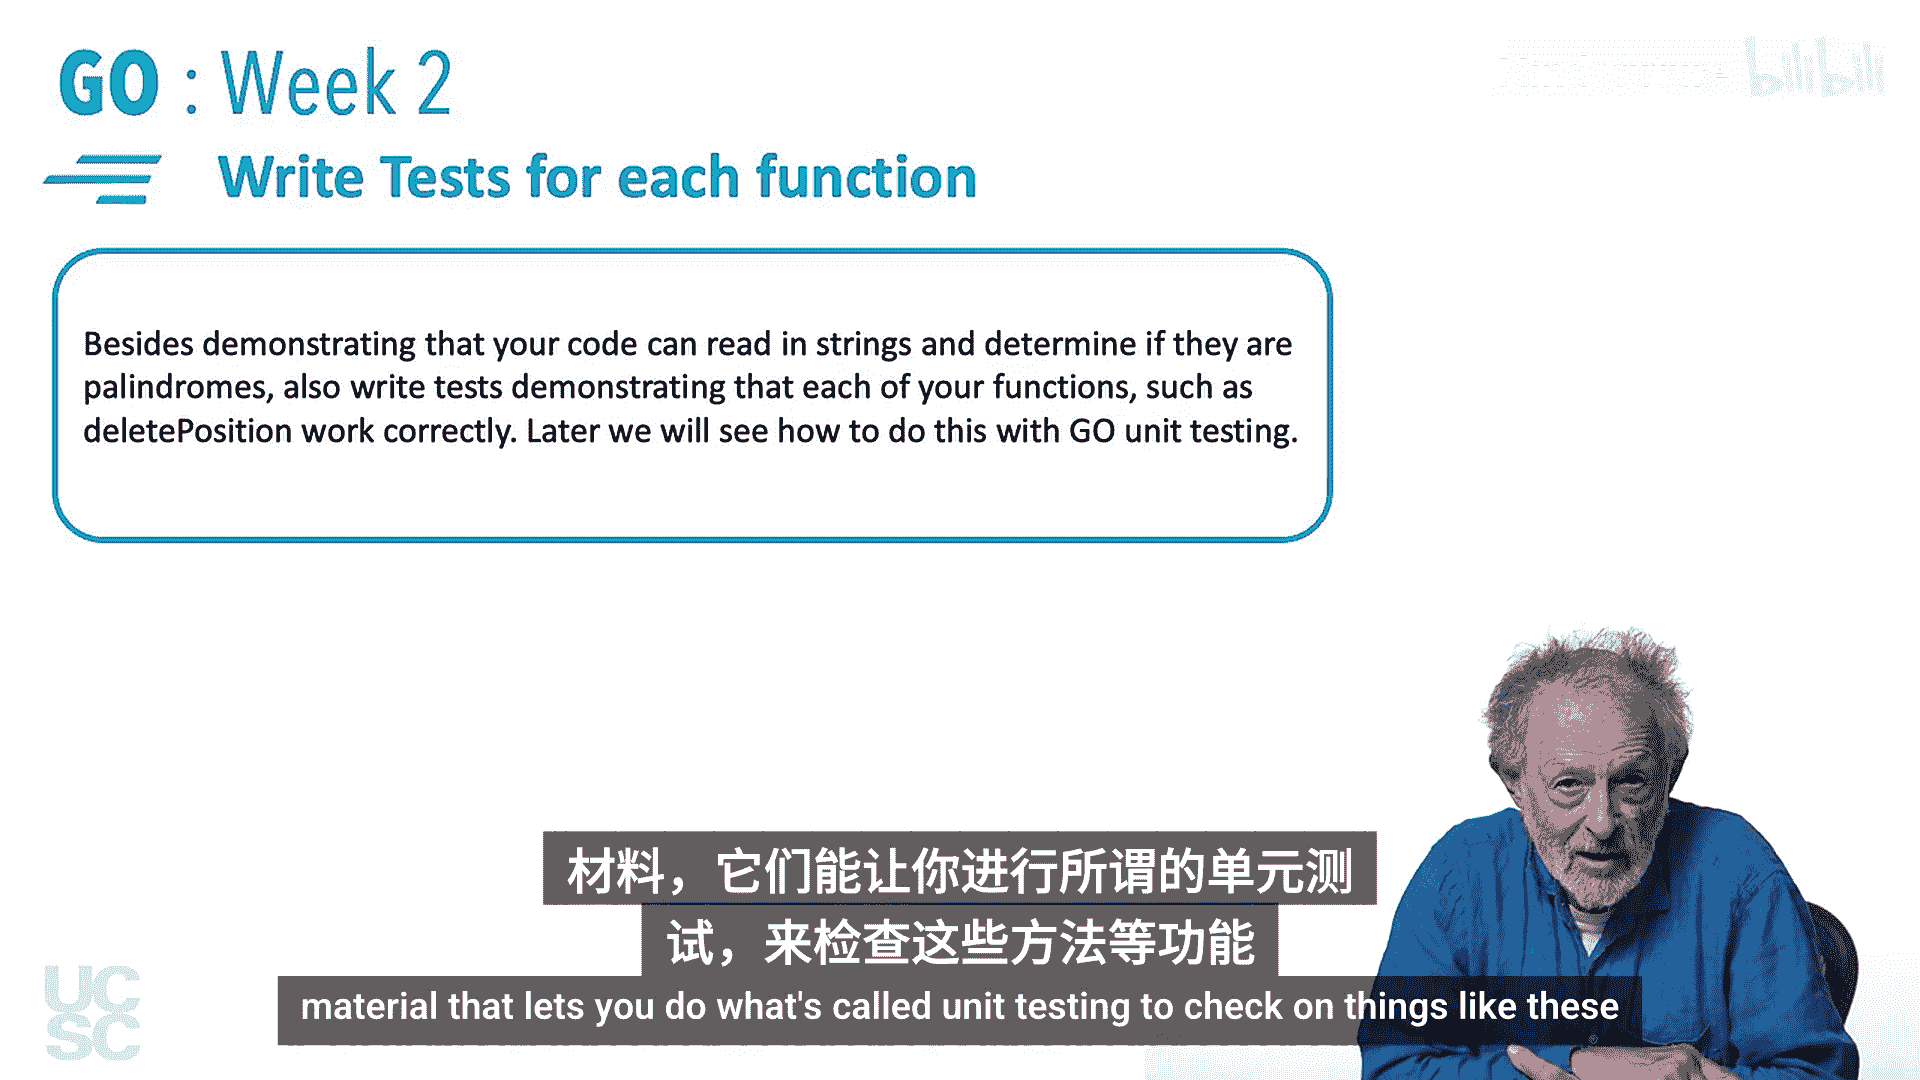 GO : Week 2
bilibili
Write Tests for each function
Besides demonstrating that your code can read in strings and determine if they are
palindromes, also write tests demonstrating that each of your functions, such as
deletePosition work correctly. Later we will see how to do this with GO unit testing.
材料，它们能让你进行所谓的单元测
试，来检查这些方法等功能
material that lets you do what's called unit testing to check on things like these
UC
SC